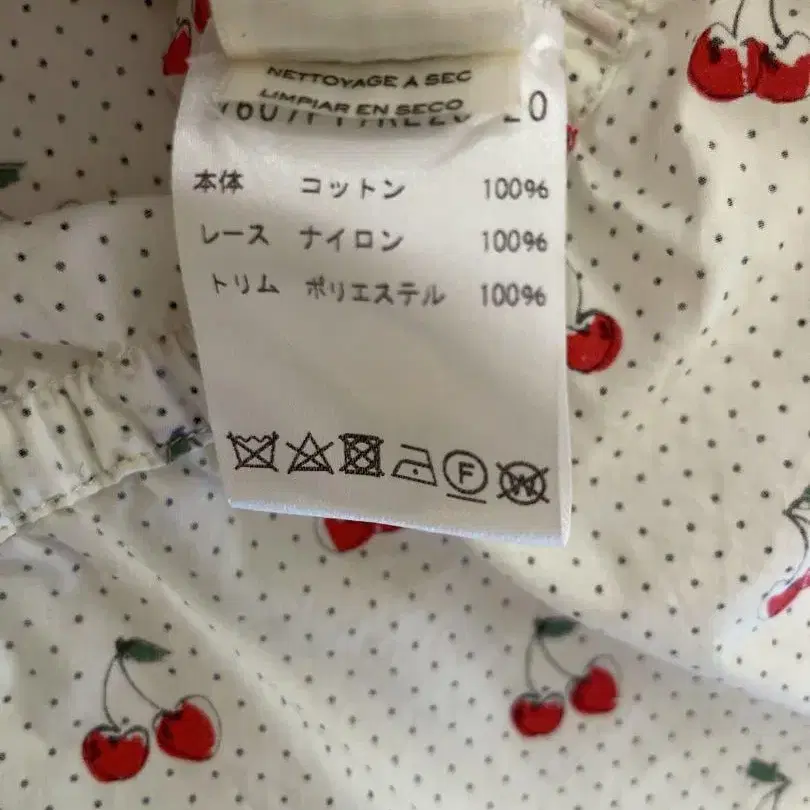 NETTOYAGE A SEC
LIMPIAR EN SECO
本体 コットン 100%
レース ナイロン 100%
トリム ポリエステル 100%
F
W